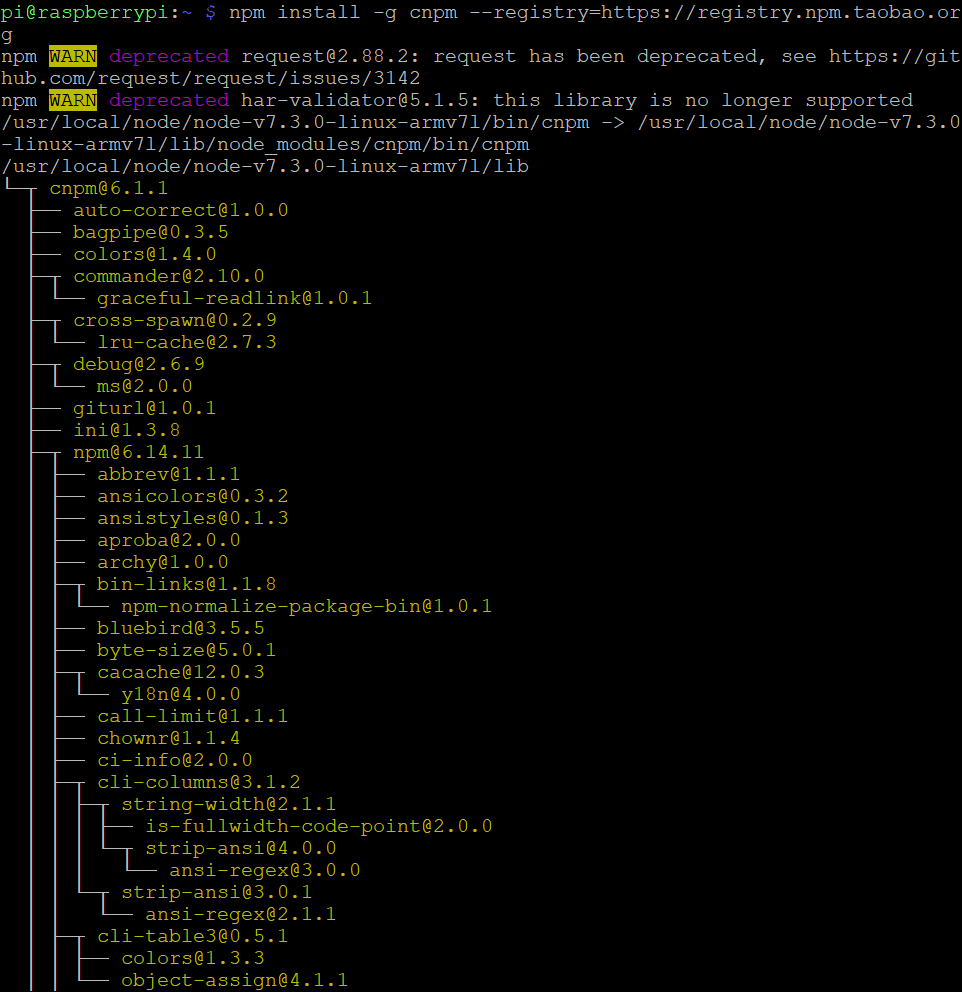 pi@raspberrypi:~ $ npm install -g cnpm --registry=https://registry.npm.taobao.or
g
npm WARN deprecated request@2.88.2: request has been deprecated, see https://git
hub.com/request/request/issues/3142
npm WARN deprecated har-validator@5.1.5: this library is no longer supported
/usr/local/node/node-v7.3.0-linux-armv7l/bin/cnpm -> /usr/local/node/node-v7.3.0
-linux-armv7l/lib/node_modules/cnpm/bin/cnpm
/usr/local/node/node-v7.3.0-linux-armv7l/lib
└─┬ cnpm@6.1.1
  ├── auto-correct@1.0.0
  ├── bagpipe@0.3.5
  ├── colors@1.4.0
  ├─┬ commander@2.10.0
  │ └── graceful-readlink@1.0.1
  ├─┬ cross-spawn@0.2.9
  │ └── lru-cache@2.7.3
  ├─┬ debug@2.6.9
  │ └── ms@2.0.0
  ├── giturl@1.0.1
  ├── ini@1.3.8
  ├─┬ npm@6.14.11
  │ ├── abbrev@1.1.1
  │ ├── ansicolors@0.3.2
  │ ├── ansistyles@0.1.3
  │ ├── aproba@2.0.0
  │ ├── archy@1.0.0
  │ ├─┬ bin-links@1.1.8
  │ │ └── npm-normalize-package-bin@1.0.1
  │ ├── bluebird@3.5.5
  │ ├── byte-size@5.0.1
  │ ├─┬ cacache@12.0.3
  │ │ └── y18n@4.0.0
  │ ├── call-limit@1.1.1
  │ ├── chownr@1.1.4
  │ ├── ci-info@2.0.0
  │ ├─┬ cli-columns@3.1.2
  │ │ ├─┬ string-width@2.1.1
  │ │ │ ├── is-fullwidth-code-point@2.0.0
  │ │ │ └─┬ strip-ansi@4.0.0
  │ │ │   └── ansi-regex@3.0.0
  │ │ └─┬ strip-ansi@3.0.1
  │ │   └── ansi-regex@2.1.1
  │ ├─┬ cli-table3@0.5.1
  │ │ ├── colors@1.3.3
  │ │ └── object-assign@4.1.1